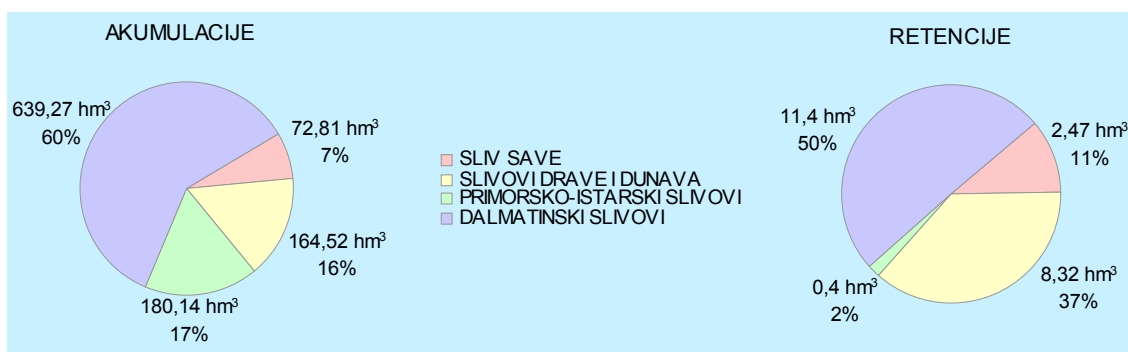 AKUMULACIJE
639,27 hm³
60%
72,81 hm³
7%
164,52 hm³
16%
180,14 hm³
17%
SLIV SAVE
SLIVOVI DRAVE I DUNAVA
PRIMORSKO-ISTARSKI SLIVOVI
DALMATINSKI SLIVOVI
RETENCIJE
11,4 hm³
50%
2,47 hm³
11%
8,32 hm³
37%
0,4 hm³
2%